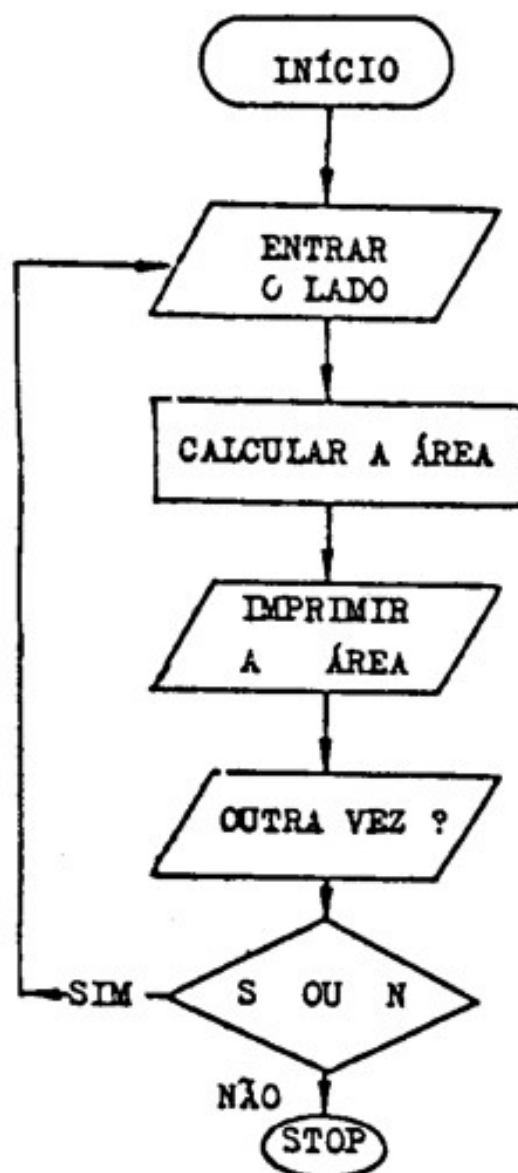 INÍCIO
ENTRAR
O LADO
CALCULAR A ÁREA
IMPRIMIR
A ÁREA
OUTRA VEZ ?
S OU N
SIM
NÃO
STOP